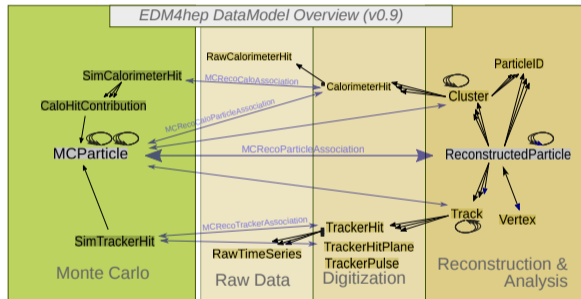 EDM4hep DataModel Overview (v0.9)
RawCalorimeterHit
ParticleID
SimCalorimeterHit
MCRecoCaloAssociation
CalorimeterHit
Cluster
CaloHitContribution
MCRecoCaloParticleAssociation
MCParticle
MCRecoParticleAssociation
ReconstructedParticle
Track
Vertex
MCRecoTrackerAssociation
TrackerHit
SimTrackerHit
RawTimeSeries
TrackerHitPlane
TrackerPulse
Monte Carlo
Raw Data
Digitization
Reconstruction &
Analysis